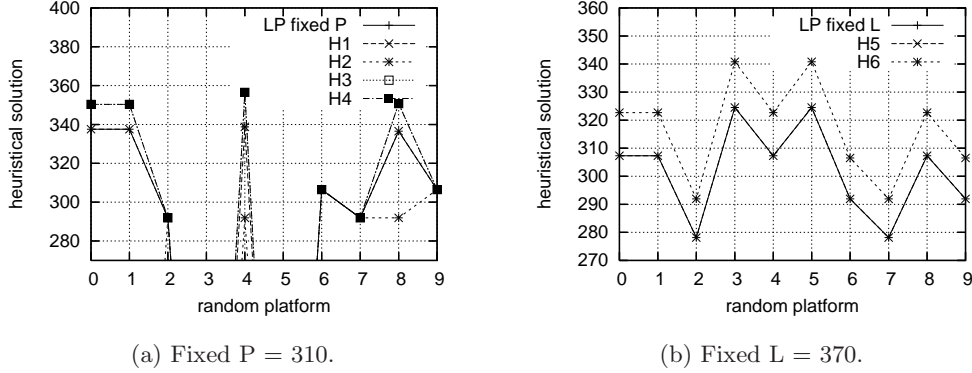 400
380
360
340
320
300
280
heuristical solution
LP fixed P
H1
H2
H3
H4
0 1 2 3 4 5 6 7 8 9
random platform
(a) Fixed P = 310.
360
350
340
330
320
310
300
290
280
270
260
heuristical solution
LP fixed L
H5
H6
0 1 2 3 4 5 6 7 8 9
random platform
(b) Fixed L = 370.